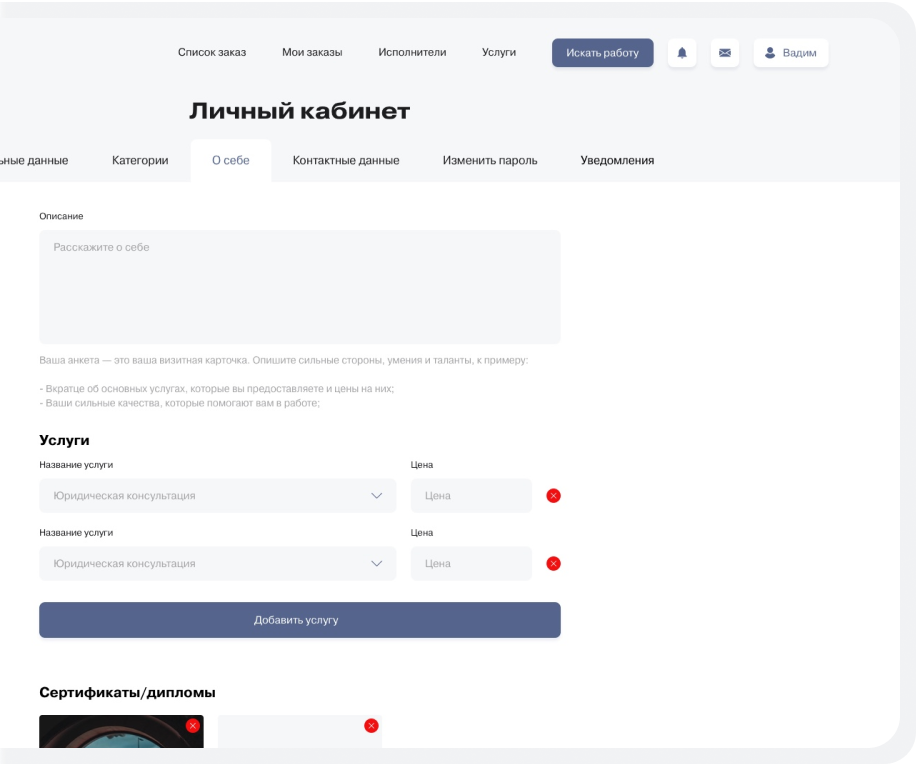 Список заказ Мои заказы Исполнители Услуги Искать работу Вадим
Личный кабинет
ьные данные Категории О себе Контактные данные Изменить пароль Уведомления
Описание
Расскажите о себе
Ваша анкета — это ваша визитная карточка. Опишите сильные стороны, умения и таланты, к примеру:
- Вкратце об основных услугах, которые вы предоставляете и цены на них;
- Ваши сильные качества, которые помогают вам в работе;
Услуги
Название услуги Цена
Юридическая консультация Цена
Название услуги Цена
Юридическая консультация Цена
Добавить услугу
Сертификаты/дипломы